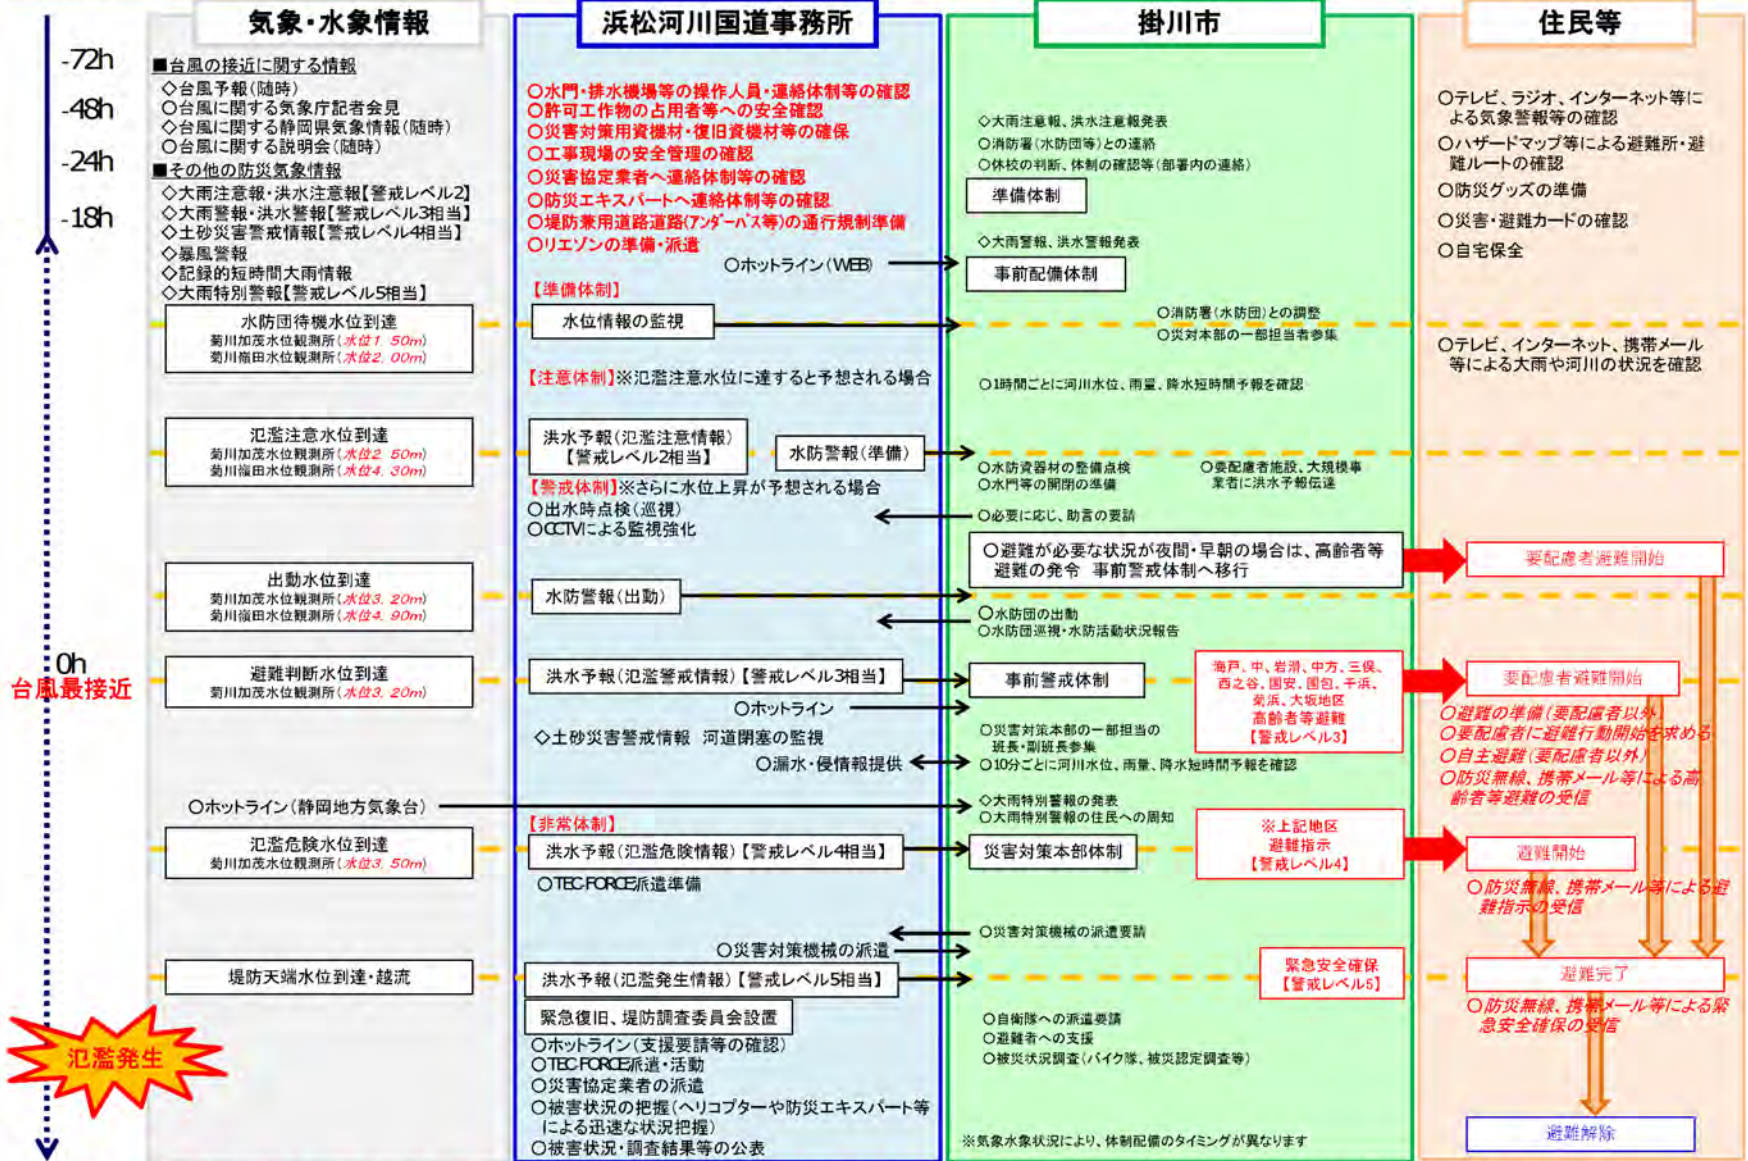 -72h
-48h
-24h
-18h
0h
台風最接近
氾濫発生
気象・水象情報
■台風の接近に関する情報
◇台風予報(随時)
○台風に関する気象庁記者会見
◇台風に関する静岡県気象情報(随時)
○台風に関する説明会(随時)
■その他の防災気象情報
◇大雨注意報・洪水注意報【警戒レベル2】
◇大雨警報・洪水警報【警戒レベル3相当】
◇土砂災害警戒情報【警戒レベル4相当】
◇暴風警報
◇記録的短時間大雨情報
◇大雨特別警報【警戒レベル5相当】
水防団待機水位到達
菊川加茂水位観測所(水位1.50m)
菊川嶺田水位観測所(水位2.00m)
氾濫注意水位到達
菊川加茂水位観測所(水位2.50m)
菊川嶺田水位観測所(水位4.30m)
出動水位到達
菊川加茂水位観測所(水位3.20m)
菊川嶺田水位観測所(水位4.90m)
避難判断水位到達
菊川加茂水位観測所(水位3.20m)
○ホットライン(静岡地方気象台)
氾濫危険水位到達
菊川加茂水位観測所(水位3.50m)
堤防天端水位到達・越流
浜松河川国道事務所
○水門・排水機場等の操作人員・連絡体制等の確認
○許可工作物の占用者等への安全確認
○災害対策用資機材・復旧資機材等の確保
○工事現場の安全管理の確認
○災害協定業者へ連絡体制等の確認
○防災エキスパートへ連絡体制等の確認
○堤防兼用道路道路(アンダーパス等)の通行規制準備
○リエゾンの準備・派遣
○ホットライン(WEB)
【準備体制】
水位情報の監視
【注意体制】※氾濫注意水位に達すると予想される場合
洪水予報(氾濫注意情報)
【警戒レベル2相当】
水防警報(準備)
【警戒体制】※さらに水位上昇が予想される場合
○出水時点検(巡視)
○CCTVによる監視強化
水防警報(出動)
洪水予報(氾濫警戒情報)【警戒レベル3相当】
○ホットライン
◇土砂災害警戒情報 河道閉塞の監視
○漏水・侵情報提供
【非常体制】
洪水予報(氾濫危険情報)【警戒レベル4相当】
○TEC-FORCE派遣準備
○災害対策機械の派遣
洪水予報(氾濫発生情報)【警戒レベル5相当】
緊急復旧、堤防調査委員会設置
○ホットライン(支援要請等の確認)
○TEC-FORCE派遣・活動
○災害協定業者の派遣
○被害状況の把握(ヘリコプターや防災エキスパート等
による迅速な状況把握)
○被害状況・調査結果等の公表
掛川市
◇大雨注意報、洪水注意報発表
○消防署(水防団等)との連絡
○休校の判断、体制の確認等(部署内の連絡)
準備体制
◇大雨警報、洪水警報発表
事前配備体制
○消防署(水防団)との調整
○災対本部の一部担当者参集
○1時間ごとに河川水位、雨量、降水短時間予報を確認
○水防資器材の整備点検
○水門等の開閉の準備
○要配慮者施設、大規模事
業者に洪水予報伝達
○必要に応じ、助言の要請
○避難が必要な状況が夜間・早朝の場合は、高齢者等
避難の発令 事前警戒体制へ移行
○水防団の出動
○水防団巡視・水防活動状況報告
事前警戒体制
海戸、中、岩滑、中方、三俣、
西之谷、国安、国包、千浜、
菊浜、大坂地区
高齢者等避難
【警戒レベル3】
○災害対策本部の一部担当の
班長・副班長参集
○10分ごとに河川水位、雨量、降水短時間予報を確認
◇大雨特別警報の発表
○大雨特別警報の住民への周知
災害対策本部体制
※上記地区
避難指示
【警戒レベル4】
○災害対策機械の派遣要請
緊急安全確保
【警戒レベル5】
○自衛隊への派遣要請
○避難者への支援
○被災状況調査(バイク隊、被災認定調査等)
※気象水象状況により、体制配備のタイミングが異なります
住民等
○テレビ、ラジオ、インターネット等に
よる気象警報等の確認
○ハザードマップ等による避難所・避
難ルートの確認
○防災グッズの準備
○災害・避難カードの確認
○自宅保全
○テレビ、インターネット、携帯メール
等による大雨や河川の状況を確認
要配慮者避難開始
要配慮者避難開始
○避難の準備(要配慮者以外)
○要配慮者に避難行動開始を求める
○自主避難(要配慮者以外)
○防災無線、携帯メール等による高
齢者等避難の受信
避難開始
○防災無線、携帯メール等による避
難指示の受信
避難完了
○防災無線、携帯メール等による緊
急安全確保の受信
避難解除